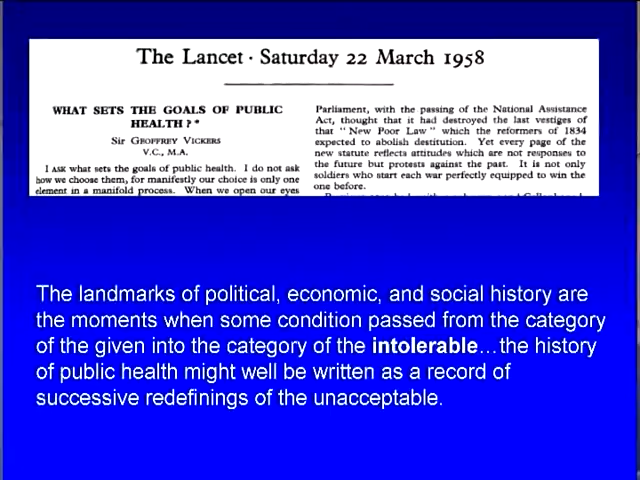 The Lancet · Saturday 22 March 1958
WHAT SETS THE GOALS OF PUBLIC
HEALTH ? *
Sir GEOFFREY VICKERS
V.C., M.A.
I ASK what sets the goals of public health. I do not ask
how we choose them, for manifestly our choice is only one
element in a manifold process. When we open our eyes
Parliament, with the passing of the National Assistance
Act, thought that it had destroyed the last vestiges of
that " New Poor Law " which the reformers of 1834
expected to abolish destitution. Yet every page of the
new statute reflects attitudes which are not responses to
the future but protests against the past. It is not only
soldiers who start each war perfectly equipped to win the
one before.
The landmarks of political, economic, and social history are
the moments when some condition passed from the category
of the given into the category of the intolerable…the history
of public health might well be written as a record of
successive redefinings of the unacceptable.